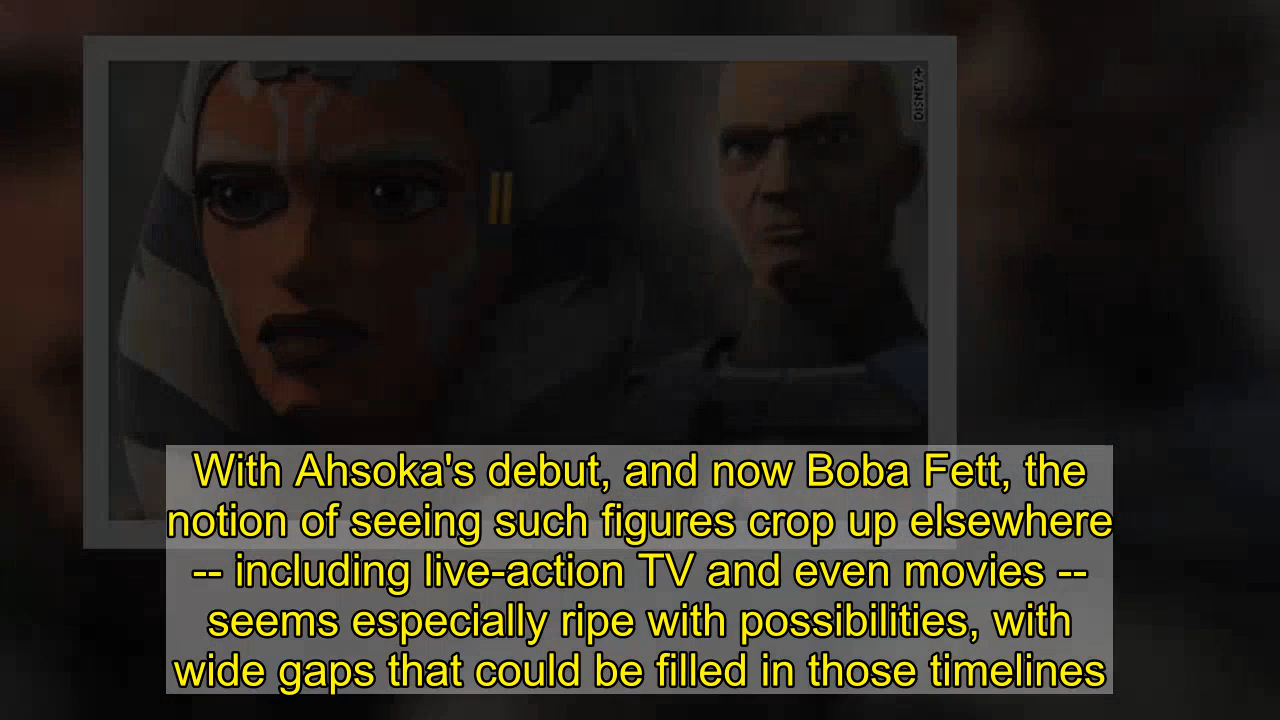 DISNEY+
With Ahsoka's debut, and now Boba Fett, the
notion of seeing such figures crop up elsewhere
-- including live-action TV and even movies --
seems especially ripe with possibilities, with
wide gaps that could be filled in those timelines